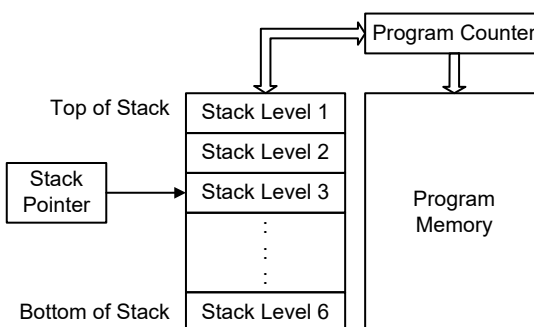 Program Counter
Top of Stack
Stack Level 1
Stack Level 2
Stack
Pointer
Stack Level 3
Program
Memory
:
:
:
Bottom of Stack
Stack Level 6